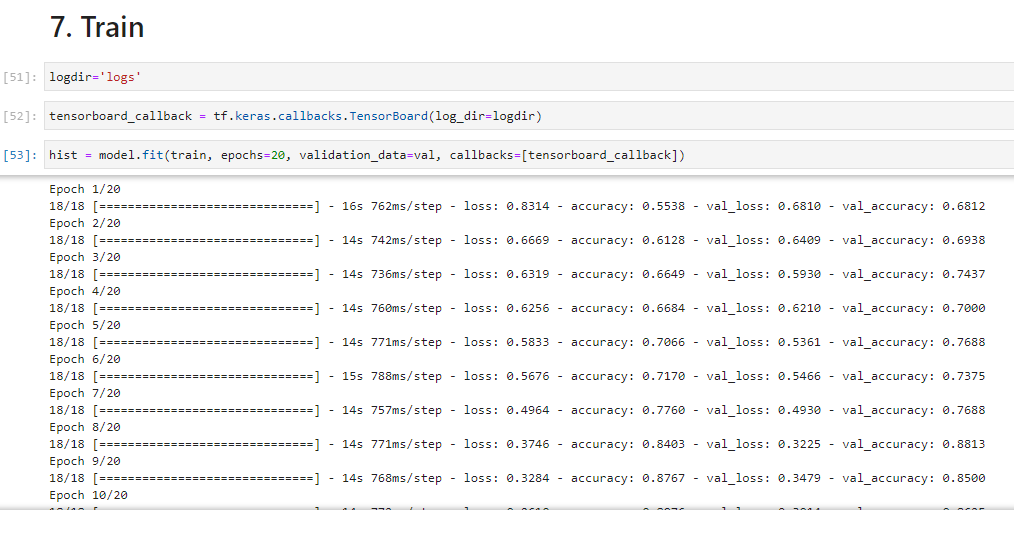 7. Train
[51]: logdir='logs'
[52]: tensorboard_callback = tf.keras.callbacks.TensorBoard(log_dir=logdir)
[53]: hist = model.fit(train, epochs=20, validation_data=val, callbacks=[tensorboard_callback])
Epoch 1/20
18/18 [==============================] - 16s 762ms/step - loss: 0.8314 - accuracy: 0.5538 - val_loss: 0.6810 - val_accuracy: 0.6812
Epoch 2/20
18/18 [==============================] - 14s 742ms/step - loss: 0.6669 - accuracy: 0.6128 - val_loss: 0.6409 - val_accuracy: 0.6938
Epoch 3/20
18/18 [==============================] - 14s 736ms/step - loss: 0.6319 - accuracy: 0.6649 - val_loss: 0.5930 - val_accuracy: 0.7437
Epoch 4/20
18/18 [==============================] - 14s 760ms/step - loss: 0.6256 - accuracy: 0.6684 - val_loss: 0.6210 - val_accuracy: 0.7000
Epoch 5/20
18/18 [==============================] - 14s 771ms/step - loss: 0.5833 - accuracy: 0.7066 - val_loss: 0.5361 - val_accuracy: 0.7688
Epoch 6/20
18/18 [==============================] - 15s 788ms/step - loss: 0.5676 - accuracy: 0.7170 - val_loss: 0.5466 - val_accuracy: 0.7375
Epoch 7/20
18/18 [==============================] - 14s 757ms/step - loss: 0.4964 - accuracy: 0.7760 - val_loss: 0.4930 - val_accuracy: 0.7688
Epoch 8/20
18/18 [==============================] - 14s 771ms/step - loss: 0.3746 - accuracy: 0.8403 - val_loss: 0.3225 - val_accuracy: 0.8813
Epoch 9/20
18/18 [==============================] - 14s 768ms/step - loss: 0.3284 - accuracy: 0.8767 - val_loss: 0.3479 - val_accuracy: 0.8500
Epoch 10/20